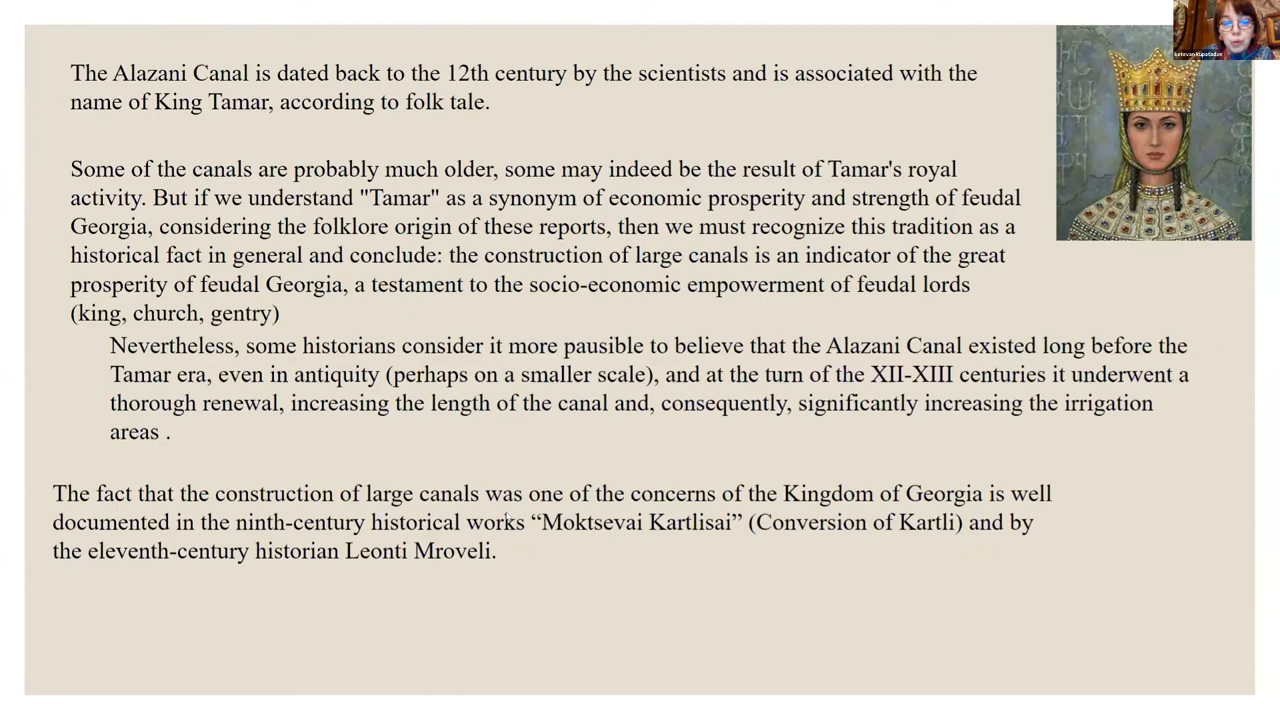 The Alazani Canal is dated back to the 12th century by the scientists and is associated with the
name of King Tamar, according to folk tale.
Some of the canals are probably much older, some may indeed be the result of Tamar's royal
activity. But if we understand "Tamar" as a synonym of economic prosperity and strength of feudal
Georgia, considering the folklore origin of these reports, then we must recognize this tradition as a
historical fact in general and conclude: the construction of large canals is an indicator of the great
prosperity of feudal Georgia, a testament to the socio-economic empowerment of feudal lords
(king, church, gentry)
Nevertheless, some historians consider it more pausible to believe that the Alazani Canal existed long before the
Tamar era, even in antiquity (perhaps on a smaller scale), and at the turn of the XII-XIII centuries it underwent a
thorough renewal, increasing the length of the canal and, consequently, significantly increasing the irrigation
areas .
The fact that the construction of large canals was one of the concerns of the Kingdom of Georgia is well
documented in the ninth-century historical works “Moktsevai Kartlisai” (Conversion of Kartli) and by
the eleventh-century historian Leonti Mroveli.